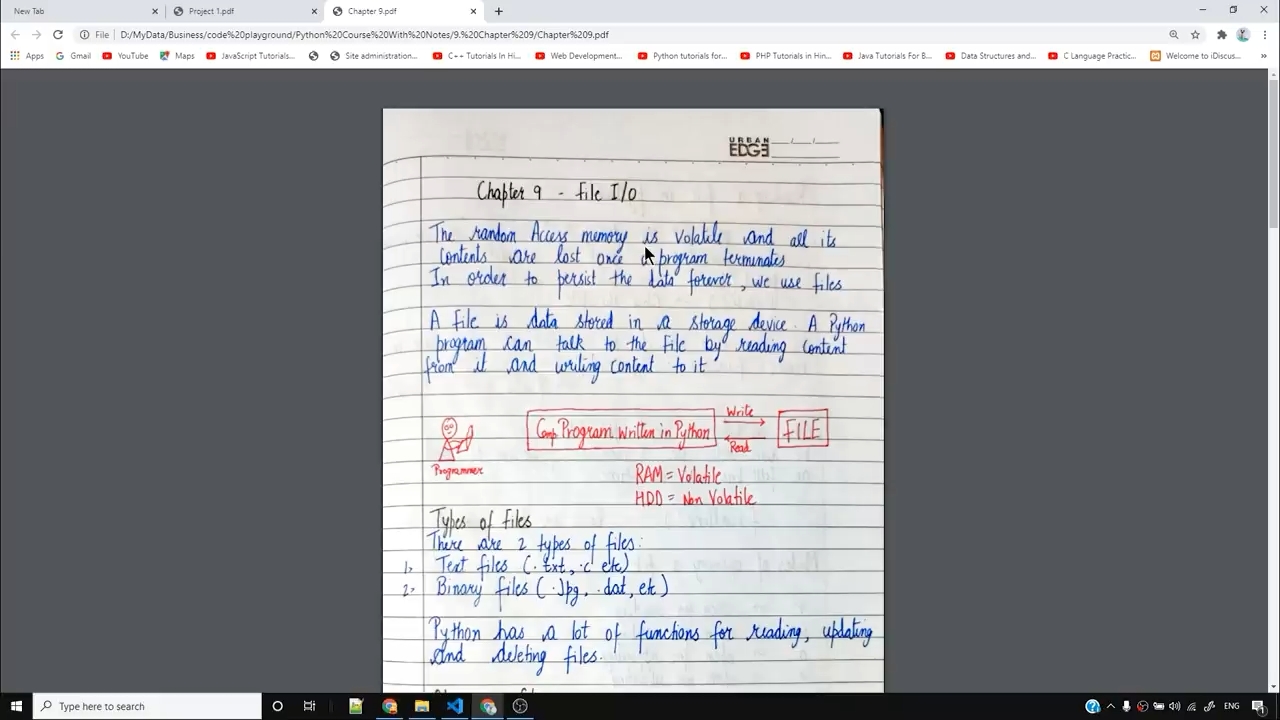 New Tab
Project 1.pdf
Chapter 9.pdf
File
D:/MyData/Business/code%20playground/Python%20Course%20With%20Notes/9.%20Chapter%209/Chapter%209.pdf
Apps Gmail YouTube Maps JavaScript Tutorials... Site administration... C++ Tutorials In Hi... Web Development... Python tutorials for... PHP Tutorials in Hin... Java Tutorials For B... Data Structures and... C Language Practic... Welcome to iDiscus... »
URBAN
EDGE
Chapter 9 - File I/O
The random Access memory is volatile and all its
contents are lost once a program terminates
In order to persist the data forever, we use files
A file is data stored in a storage device. A Python
program can talk to the file by reading content
from it and writing content to it
Write
Comp Program Written in Python
FILE
Read
Programmer
RAM = Volatile
HDD = Non Volatile
Types of files
There are 2 types of files:
1> Text files (.txt, .c etc)
2> Binary files (.jpg, .dat, etc)
Python has a lot of functions for reading, updating
and deleting files.
Type here to search
ENG